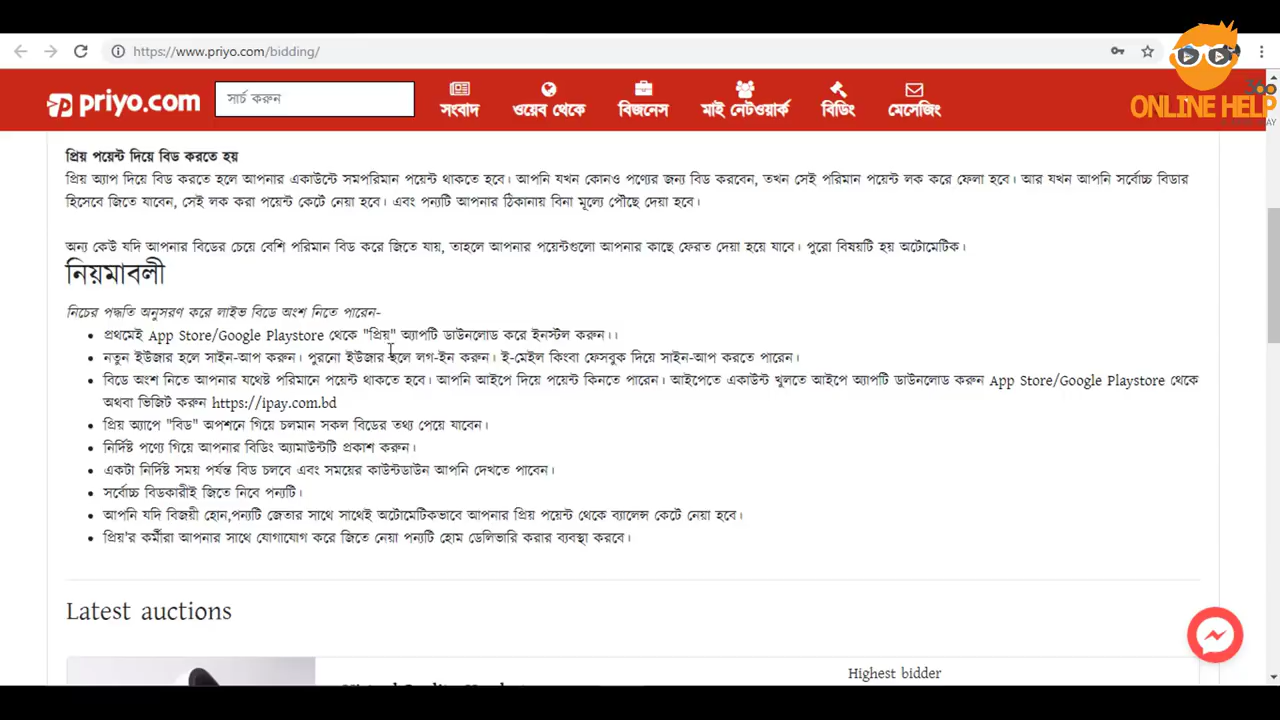 https://www.priyo.com/bidding/
priyo.com
সার্চ করুন
সংবাদ
ওয়েব থেকে
বিজনেস
মাই নেটওয়ার্ক
বিডিং
মেসেজিং
360
ONLINE HELP
প্রিয় পয়েন্ট দিয়ে বিড করতে হয়
প্রিয় অ্যাপ দিয়ে বিড করতে হলে আপনার একাউন্টে সমপরিমান পয়েন্ট থাকতে হবে। আপনি যখন কোনও পণ্যের জন্য বিড করবেন, তখন সেই পরিমান পয়েন্ট লক করে ফেলা হবে। আর যখন আপনি সর্বোচ্চ বিডার
হিসেবে জিতে যাবেন, সেই লক করা পয়েন্ট কেটে নেয়া হবে। এবং পন্যটি আপনার ঠিকানায় বিনা মূল্যে পৌছে দেয়া হবে।
অন্য কেউ যদি আপনার বিডের চেয়ে বেশি পরিমান বিড করে জিতে যায়, তাহলে আপনার পয়েন্টগুলো আপনার কাছে ফেরত দেয়া হয়ে যাবে। পুরো বিষয়টি হয় অটোমেটিক।
নিয়মাবলী
নিচের পদ্ধতি অনুসরণ করে লাইভ বিডে অংশ নিতে পারেন-
প্রথমেই App Store/Google Playstore থেকে "প্রিয়" অ্যাপটি ডাউনলোড করে ইনস্টল করুন।।
নতুন ইউজার হলে সাইন-আপ করুন। পুরনো ইউজার হলে লগ-ইন করুন। ই-মেইল কিংবা ফেসবুক দিয়ে সাইন-আপ করতে পারেন।
বিডে অংশ নিতে আপনার যথেষ্ট পরিমানে পয়েন্ট থাকতে হবে। আপনি আইপে দিয়ে পয়েন্ট কিনতে পারেন। আইপেতে একাউন্ট খুলতে আইপে অ্যাপটি ডাউনলোড করুন App Store/Google Playstore থেকে
অথবা ভিজিট করুন https://ipay.com.bd
প্রিয় অ্যাপে "বিড" অপশনে গিয়ে চলমান সকল বিডের তথ্য পেয়ে যাবেন।
নির্দিষ্ট পণ্যে গিয়ে আপনার বিডিং অ্যামাউন্টটি প্রকাশ করুন।
একটা নির্দিষ্ট সময় পর্যন্ত বিড চলবে এবং সময়ের কাউন্টডাউন আপনি দেখতে পাবেন।
সর্বোচ্চ বিডকারীই জিতে নিবে পন্যটি।
আপনি যদি বিজয়ী হোন,পন্যটি জেতার সাথে সাথেই অটোমেটিকভাবে আপনার প্রিয় পয়েন্ট থেকে ব্যালেন্স কেটে নেয়া হবে।
প্রিয়'র কর্মীরা আপনার সাথে যোগাযোগ করে জিতে নেয়া পন্যটি হোম ডেলিভারি করার ব্যবস্থা করবে।
Latest auctions
Highest bidder